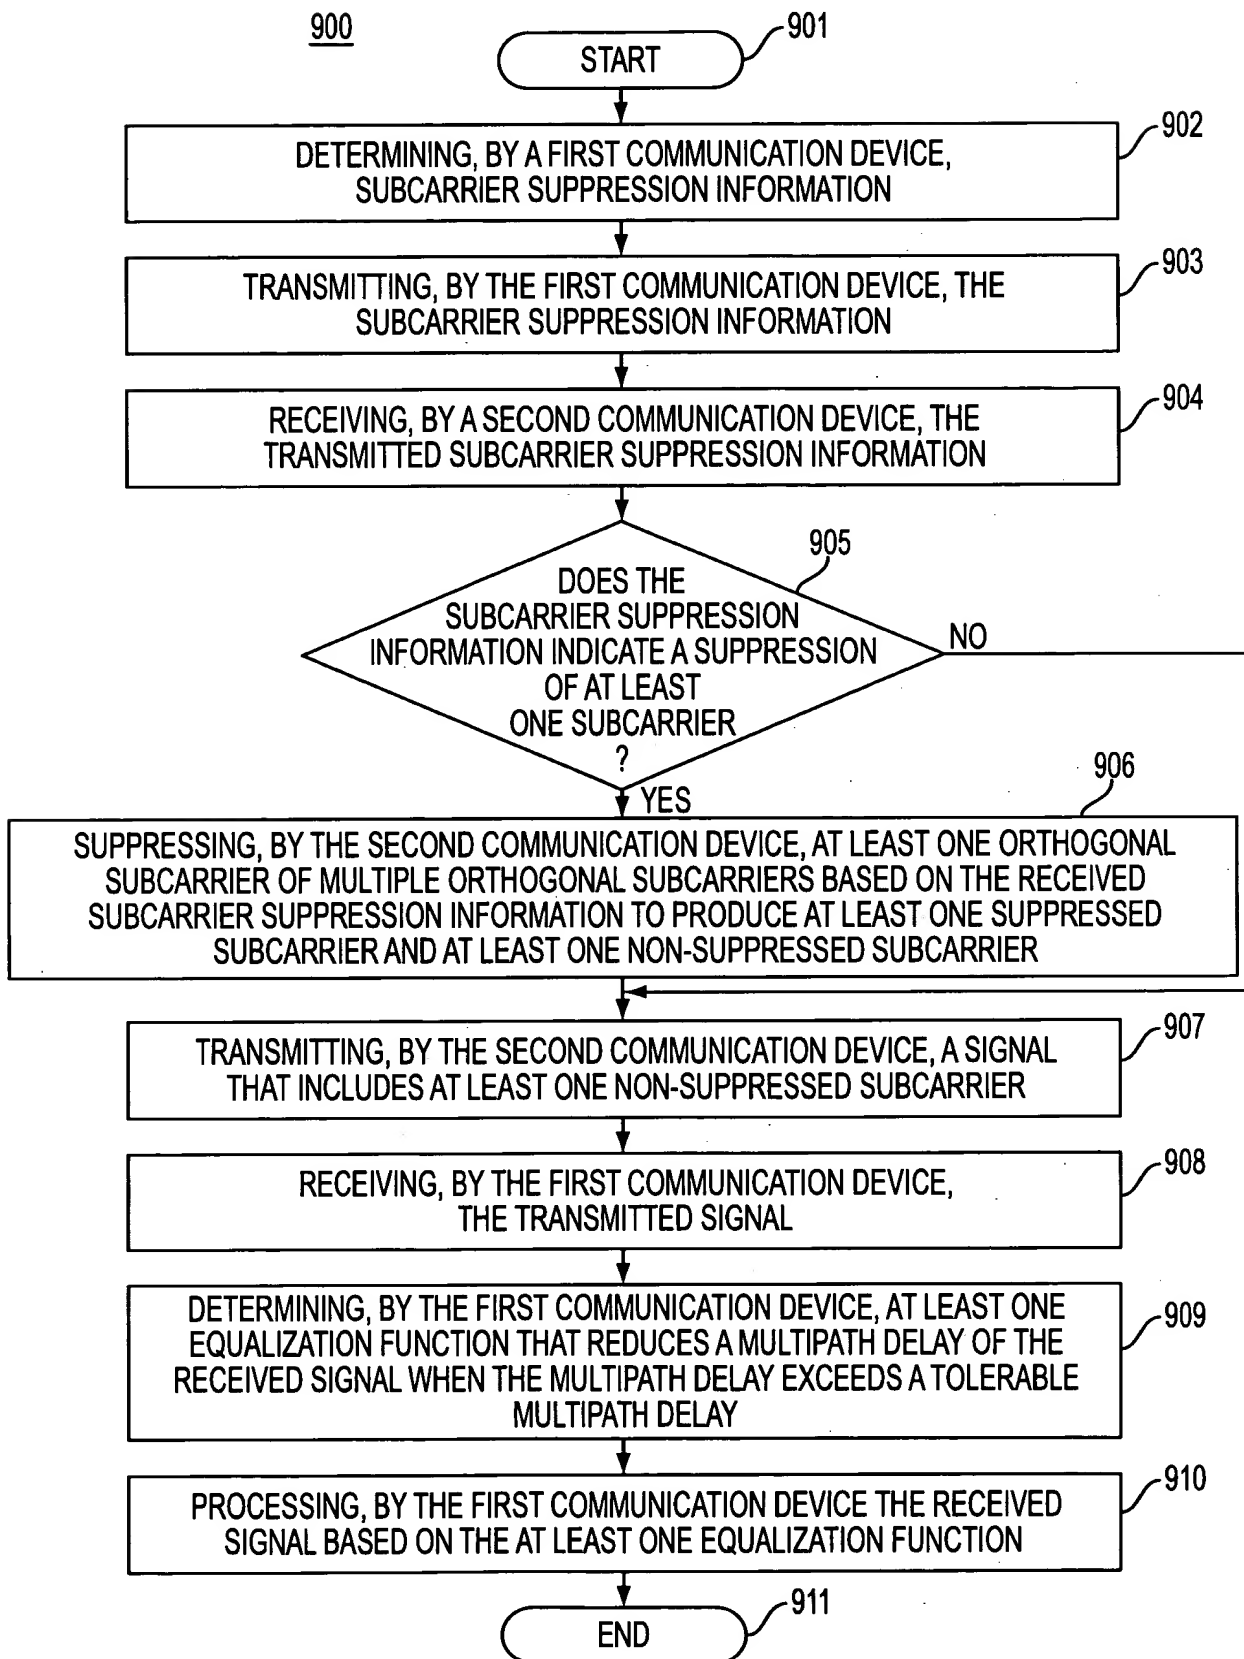 900
START
901
DETERMINING, BY A FIRST COMMUNICATION DEVICE,
SUBCARRIER SUPPRESSION INFORMATION
902
TRANSMITTING, BY THE FIRST COMMUNICATION DEVICE, THE
SUBCARRIER SUPPRESSION INFORMATION
903
RECEIVING, BY A SECOND COMMUNICATION DEVICE, THE
TRANSMITTED SUBCARRIER SUPPRESSION INFORMATION
904
DOES THE
SUBCARRIER SUPPRESSION
INFORMATION INDICATE A SUPPRESSION
OF AT LEAST
ONE SUBCARRIER
?
905
NO
YES
906
SUPPRESSING, BY THE SECOND COMMUNICATION DEVICE, AT LEAST ONE ORTHOGONAL
SUBCARRIER OF MULTIPLE ORTHOGONAL SUBCARRIERS BASED ON THE RECEIVED
SUBCARRIER SUPPRESSION INFORMATION TO PRODUCE AT LEAST ONE SUPPRESSED
SUBCARRIER AND AT LEAST ONE NON-SUPPRESSED SUBCARRIER
TRANSMITTING, BY THE SECOND COMMUNICATION DEVICE, A SIGNAL
THAT INCLUDES AT LEAST ONE NON-SUPPRESSED SUBCARRIER
907
RECEIVING, BY THE FIRST COMMUNICATION DEVICE,
THE TRANSMITTED SIGNAL
908
DETERMINING, BY THE FIRST COMMUNICATION DEVICE, AT LEAST ONE
EQUALIZATION FUNCTION THAT REDUCES A MULTIPATH DELAY OF THE
RECEIVED SIGNAL WHEN THE MULTIPATH DELAY EXCEEDS A TOLERABLE
MULTIPATH DELAY
909
PROCESSING, BY THE FIRST COMMUNICATION DEVICE THE RECEIVED
SIGNAL BASED ON THE AT LEAST ONE EQUALIZATION FUNCTION
910
END
911